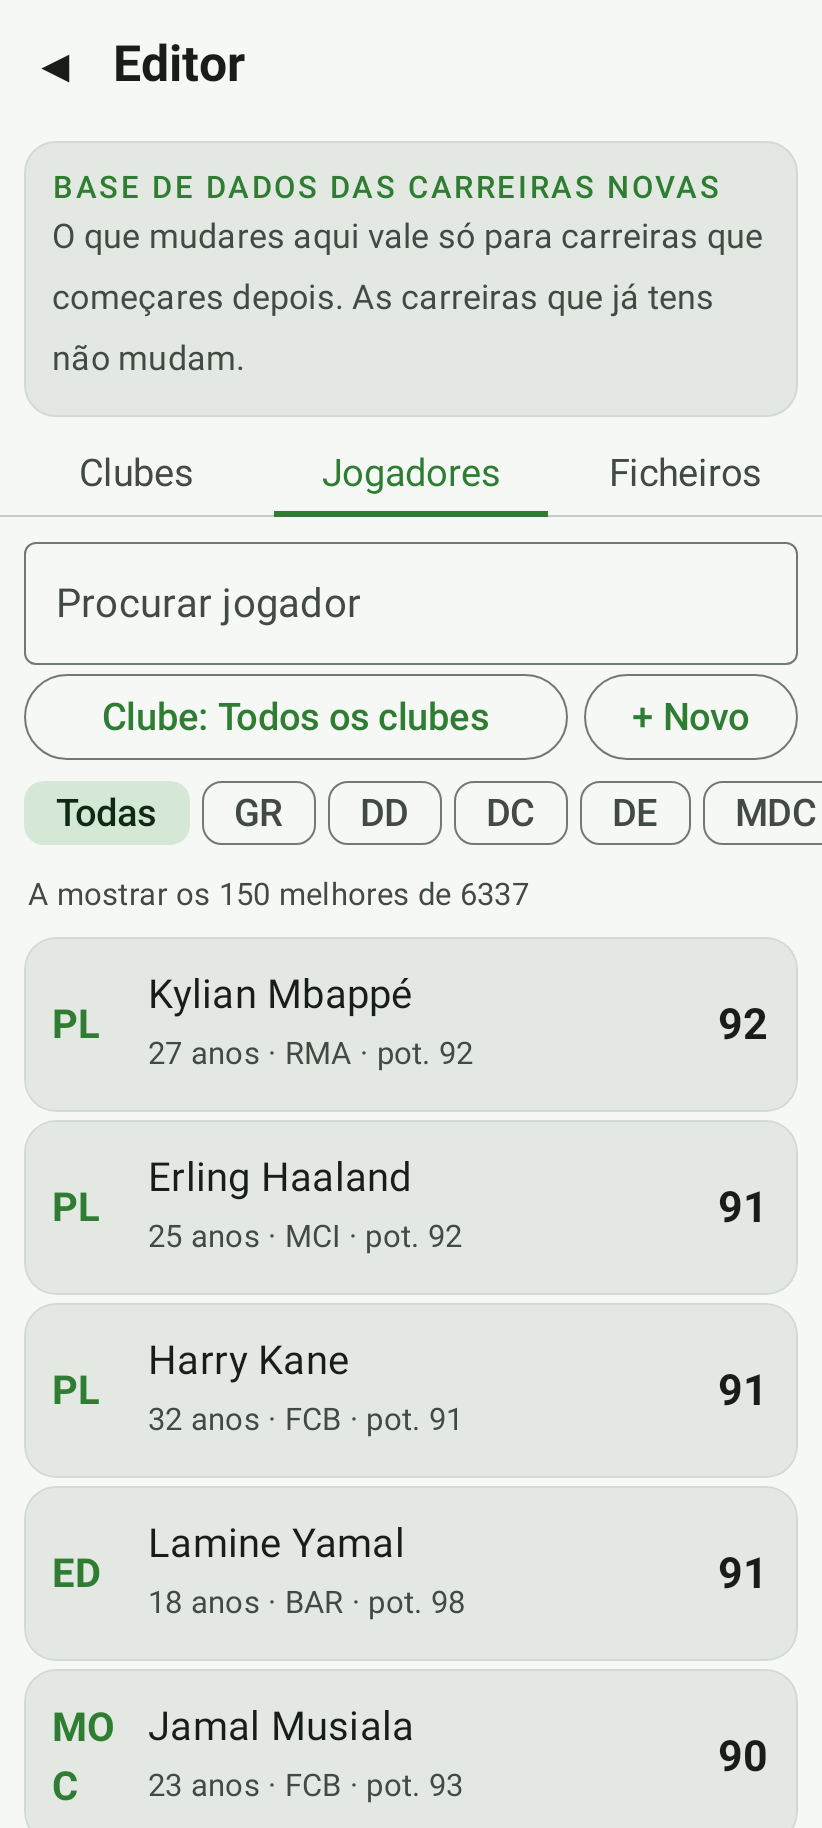 Editor
BASE DE DADOS DAS CARREIRAS NOVAS
O que mudares aqui vale só para carreiras que
começares depois. As carreiras que já tens
não mudam.
Clubes Jogadores Ficheiros
Procurar jogador
Clube: Todos os clubes + Novo
Todas GR DD DC DE MDC
A mostrar os 150 melhores de 6337
Kylian Mbappé
PL 92
27 anos · RMA · pot. 92
Erling Haaland
PL 91
25 anos · MCI · pot. 92
Harry Kane
PL 91
32 anos · FCB · pot. 91
Lamine Yamal
ED 91
18 anos · BAR · pot. 98
MO Jamal Musiala
90
C 23 anos · FCB · pot. 93